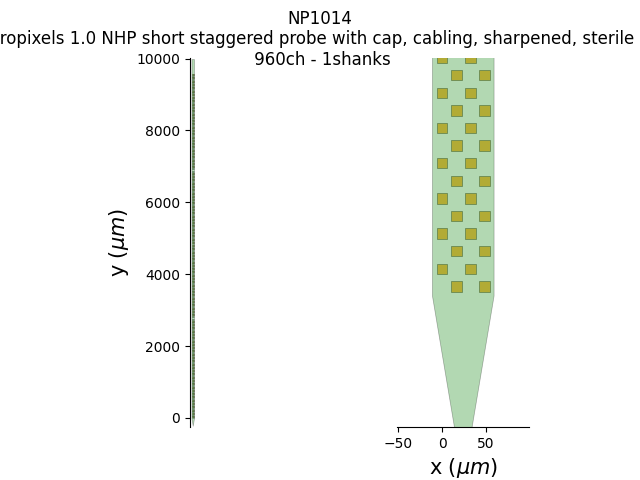 NP1014
ropixels 1.0 NHP short staggered probe with cap, cabling, sharpened, sterile
960ch - 1shanks
10000
8000
6000
4000
2000
0
y (μm)
−50 0 50
x (μm)